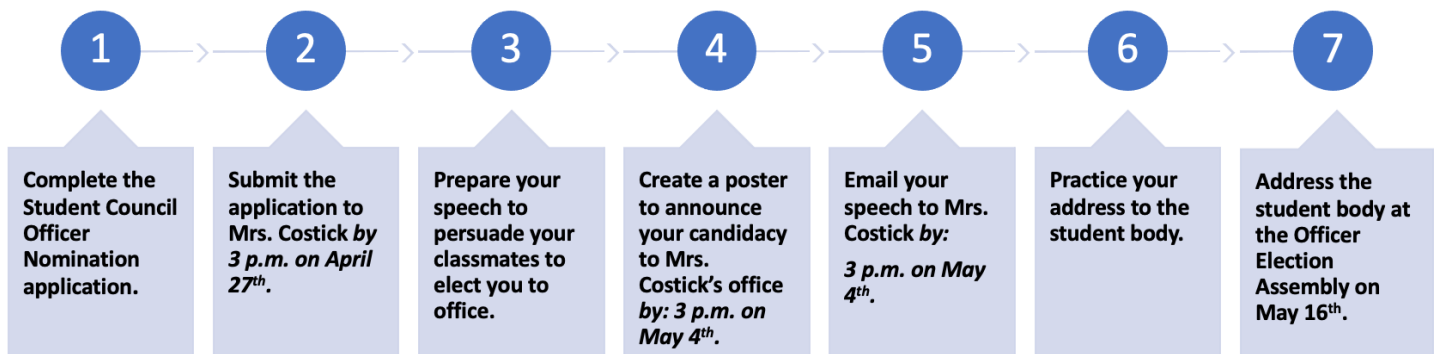 1
2
3
4
5
6
7
Complete the
Student Council
Officer
Nomination
application.
Submit the
application to
Mrs. Costick by
3 p.m. on April
27th.
Prepare your
speech to
persuade your
classmates to
elect you to
office.
Create a poster
to announce
your candidacy
to Mrs.
Costick's office
by: 3 p.m. on
May 4th.
Email your
speech to Mrs.
Costick by:
3 p.m. on May
4th.
Practice your
address to the
student body.
Address the
student body at
the Officer
Election
Assembly on
May 16th.